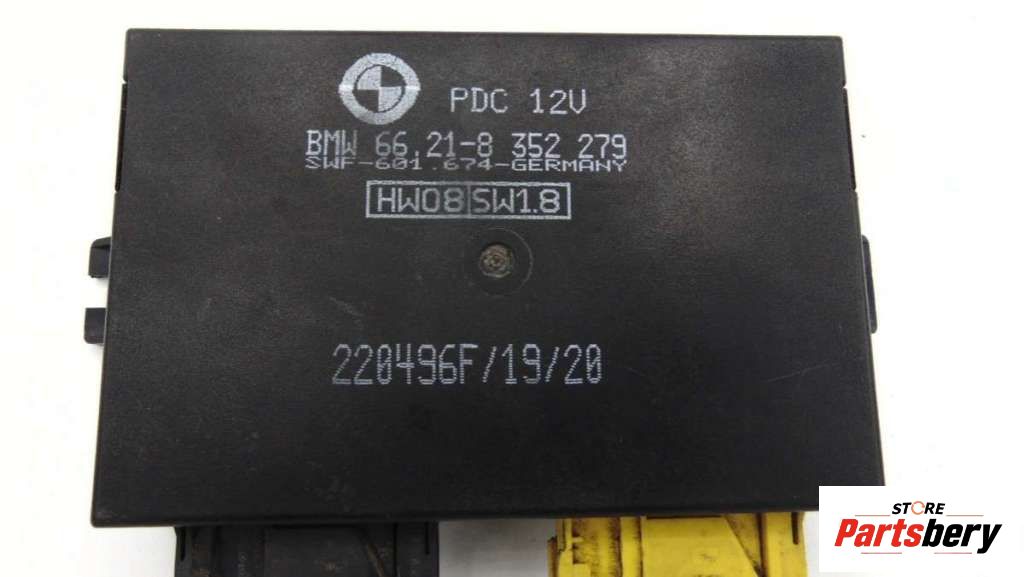 PDC 12V
BMW 66.21-8 352 279
SWF-601.674-GERMANY
HW08 SW1.8
220496F/19/20
STORE
Partsbery